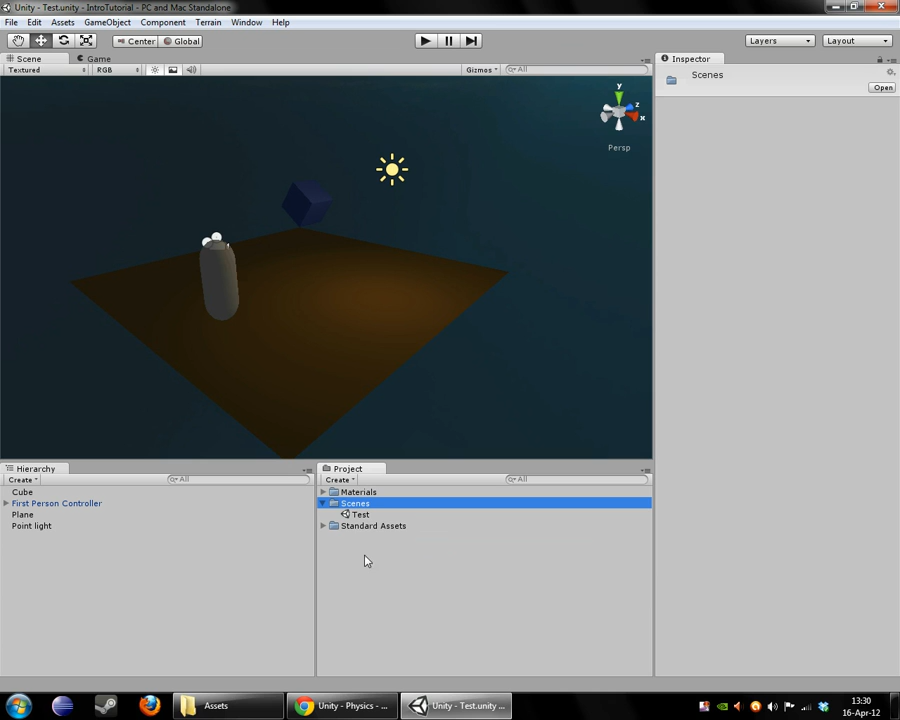 Unity - Test.unity - IntroTutorial - PC and Mac Standalone
File Edit Assets GameObject Component Terrain Window Help
Center Global Layers Layout
Scene Game Inspector
Textured RGB Gizmos All
Scenes
Open
y
z
x
Persp
Hierarchy Project
Create All Create All
Cube
First Person Controller
Plane
Point light
Materials
Scenes
Test
Standard Assets
Assets Unity - Physics - ... Unity - Test.unity ...
13:30
16-Apr-12